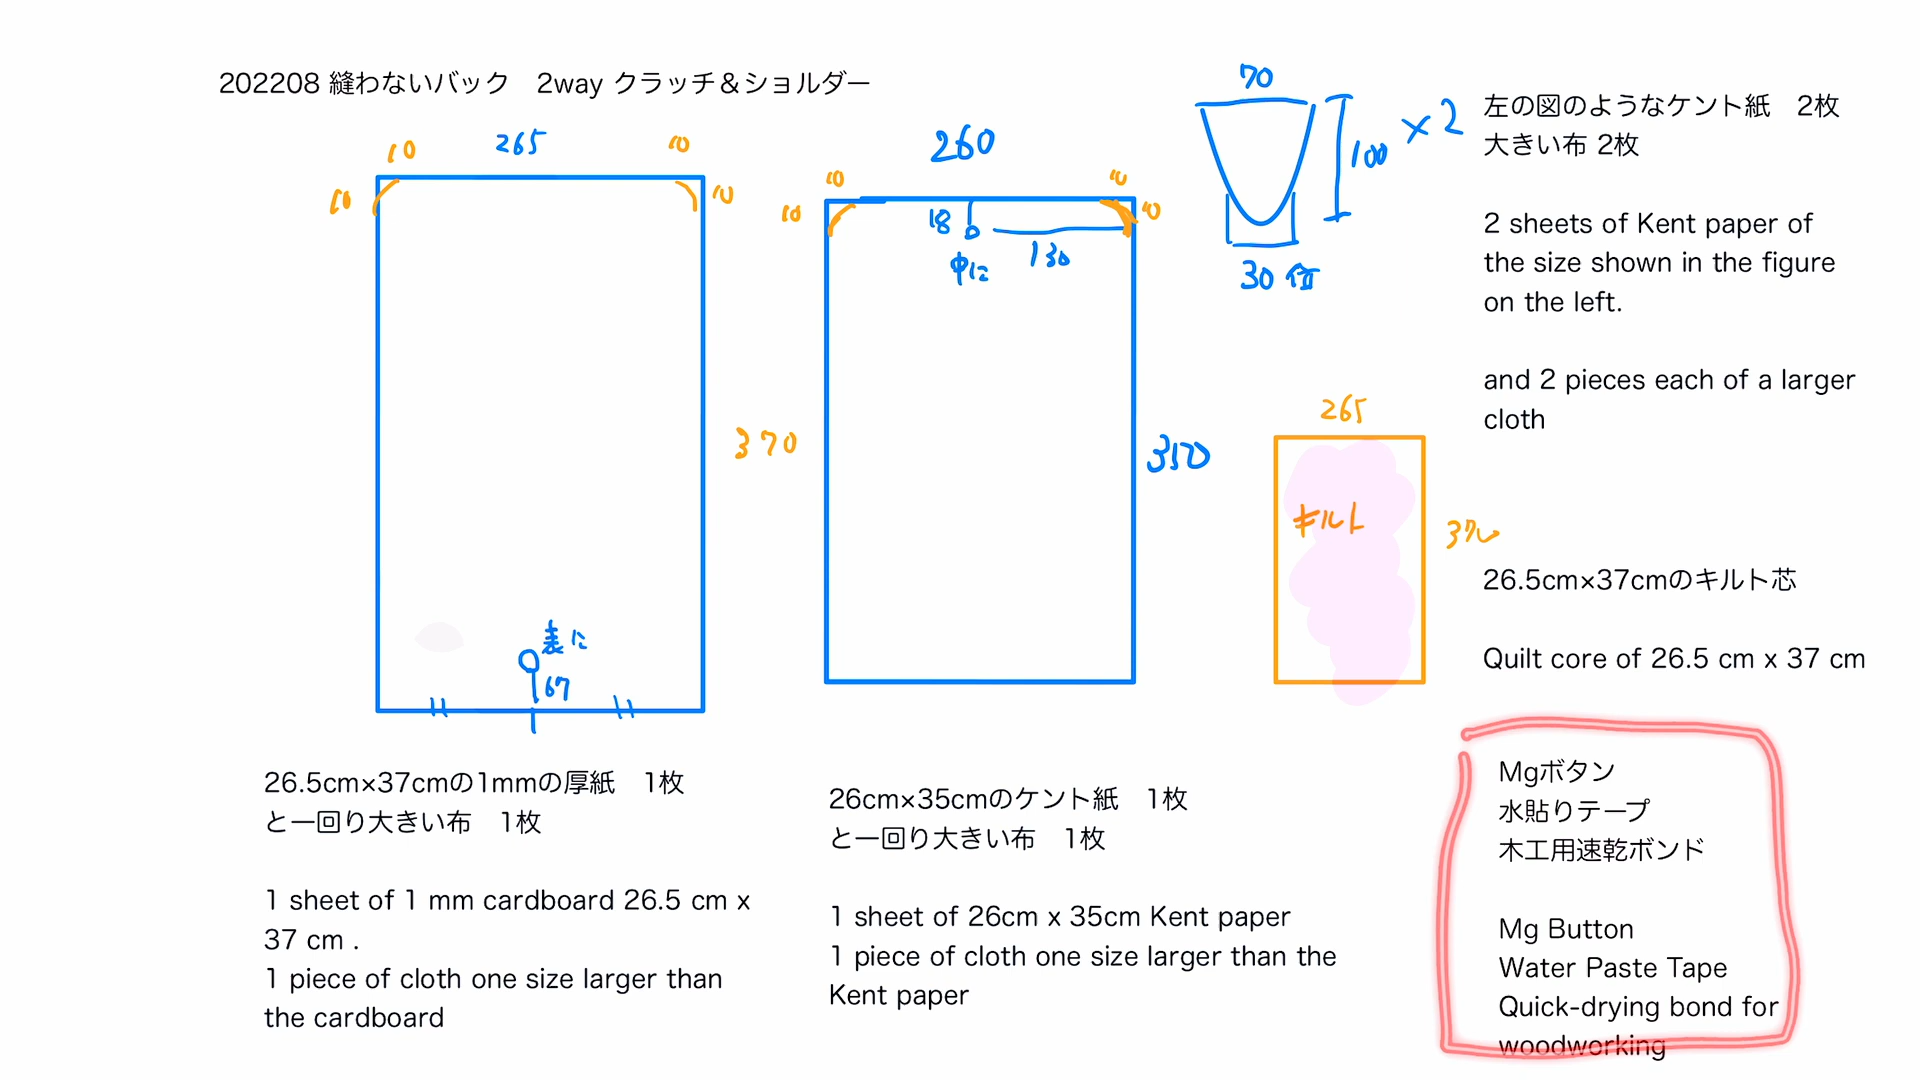 202208 縫わないバック　2way クラッチ＆ショルダー
265
10
10
10
10
370
表に
67
260
10
10
10
10
18
中に
130
350
70
100
×2
30 位
左の図のようなケント紙　2枚
大きい布 2枚
2 sheets of Kent paper of
the size shown in the figure
on the left.
and 2 pieces each of a larger
cloth
265
キルト
370
26.5cm×37cmのキルト芯
Quilt core of 26.5 cm x 37 cm
26.5cm×37cmの1mmの厚紙　1枚
と一回り大きい布　1枚
1 sheet of 1 mm cardboard 26.5 cm x
37 cm .
1 piece of cloth one size larger than
the cardboard
26cm×35cmのケント紙　1枚
と一回り大きい布　1枚
1 sheet of 26cm x 35cm Kent paper
1 piece of cloth one size larger than the
Kent paper
Mgボタン
水貼りテープ
木工用速乾ボンド
Mg Button
Water Paste Tape
Quick-drying bond for
woodworking